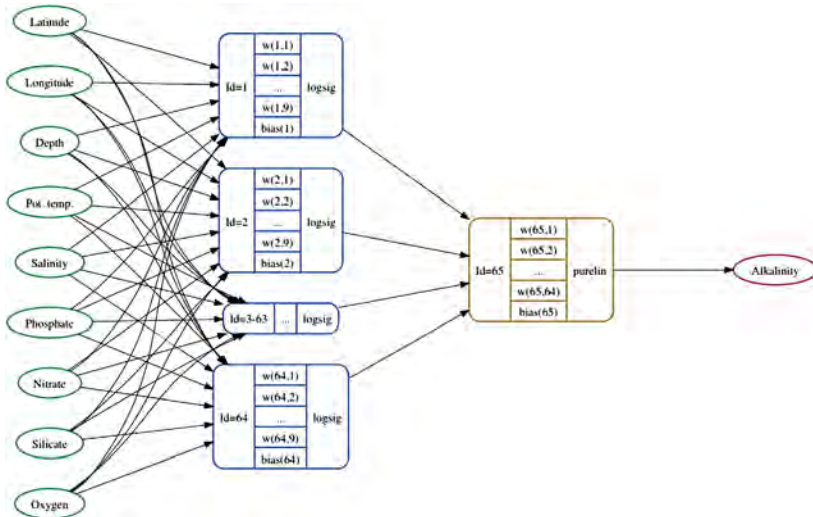 Latitude
Longitude
Depth
Pot. temp.
Salinity
Phosphate
Nitrate
Silicate
Oxygen
Id=1
w(1,1)
w(1,2)
...
w(1,9)
bias(1)
logsig
Id=2
w(2,1)
w(2,2)
...
w(2,9)
bias(2)
logsig
Id=3-63
...
logsig
Id=64
w(64,1)
w(64,2)
...
w(64,9)
bias(64)
logsig
Id=65
w(65,1)
w(65,2)
...
w(65,64)
bias(65)
purelin
Alkalinity